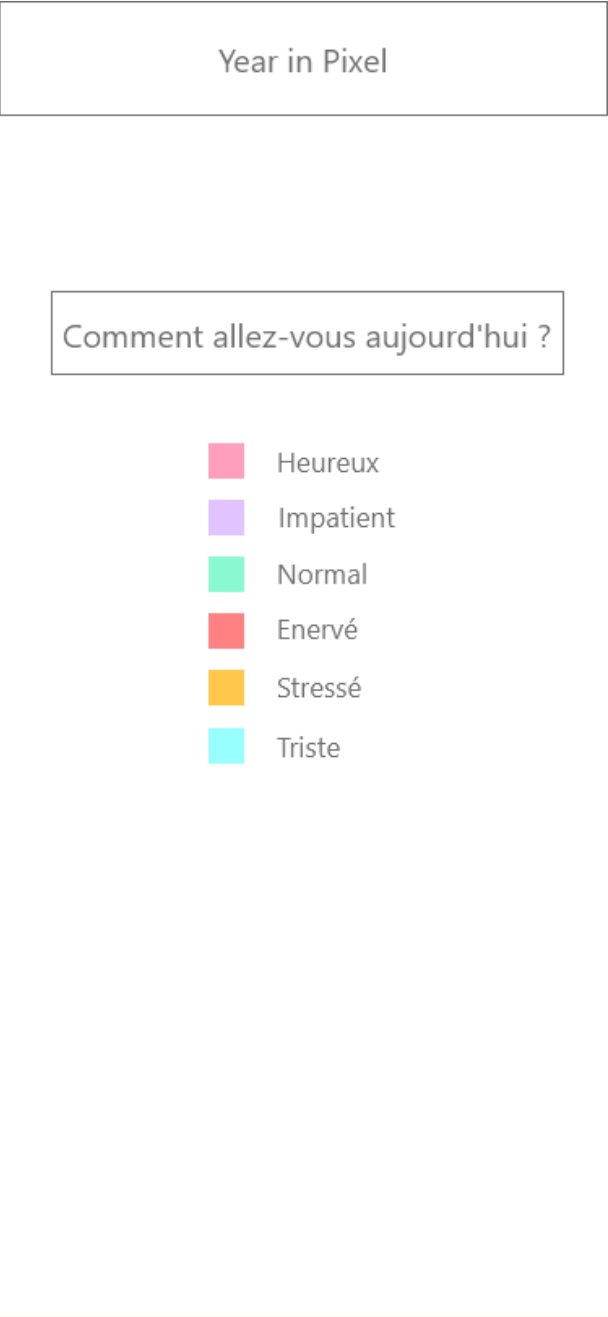 Year in Pixel
Comment allez-vous aujourd'hui ?
Heureux
Impatient
Normal
Enervé
Stressé
Triste